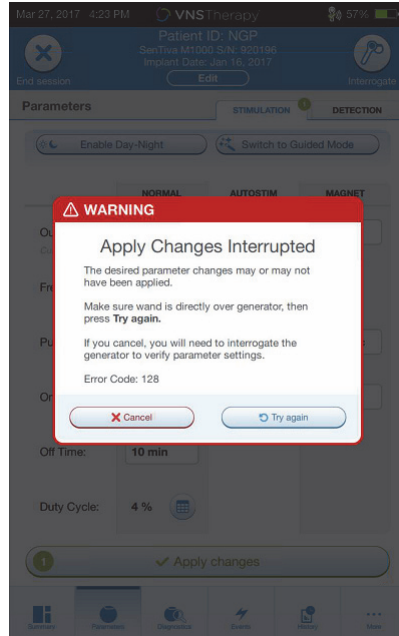 Mar 27, 2017 4:23 PM VNSTherapy 57%
Patient ID: NGP
SenTiva M1000 S/N: 920196
Implant Date: Jan 16, 2017
End session Edit Interrogate
Parameters STIMULATION 1 DETECTION
Enable Day-Night Switch to Guided Mode
NORMAL AUTOSTIM MAGNET
WARNING
Apply Changes Interrupted
The desired parameter changes may or may not
have been applied.
Make sure wand is directly over generator, then
press Try again.
If you cancel, you will need to interrogate the
generator to verify parameter settings.
Error Code: 128
Cancel Try again
Off Time: 10 min
Duty Cycle: 4 %
1 Apply changes
Summary Parameters Diagnostics Events History More